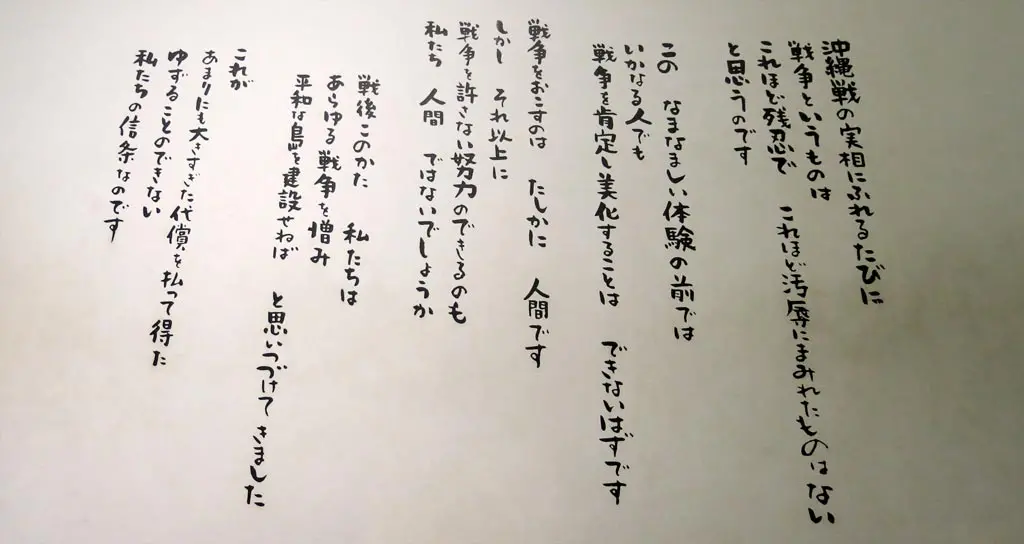 沖縄戦の実相にふれるたびに
戦争というものは
これほど残忍で　これほど汚辱にまみれたものはない
と思うのです
この　なまなましい体験の前では
いかなる人でも
戦争を肯定し美化することは　できないはずです
戦争をおこすのは　たしかに　人間です
しかし　それ以上に
戦争を許さない努力のできるのも
私たち　人間　ではないでしょうか
戦後このかた　私たちは
あらゆる戦争を憎み
平和な島を建設せねば　と思いつづけてきました
これが
あまりにも大きすぎた代償を払って得た
ゆずることのできない
私たちの信条なのです